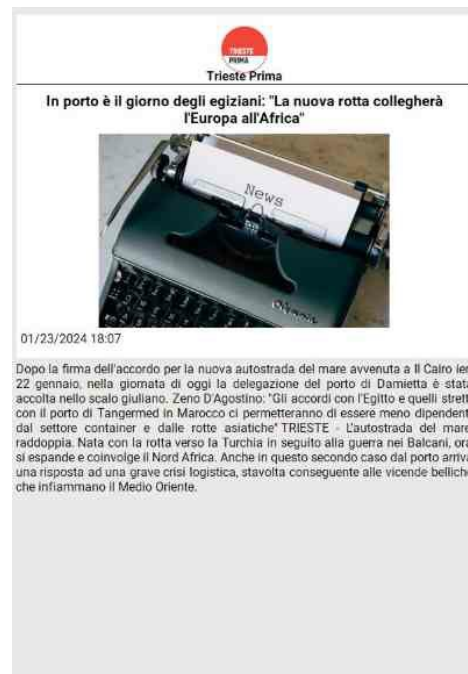 TRIESTE
PRIMA
Trieste Prima
In porto è il giorno degli egiziani: "La nuova rotta collegherà
l'Europa all'Africa"
News
Olympia
01/23/2024 18:07
Dopo la firma dell'accordo per la nuova autostrada del mare avvenuta a Il Cairo ier
22 gennaio, nella giornata di oggi la delegazione del porto di Damietta è stata
accolta nello scalo giuliano. Zeno D'Agostino: "Gli accordi con l'Egitto e quelli strett
con il porto di Tangermed in Marocco ci permetteranno di essere meno dipendent
dal settore container e dalle rotte asiatiche" TRIESTE - L'autostrada del mare
raddoppia. Nata con la rotta verso la Turchia in seguito alla guerra nei Balcani, ora
si espande e coinvolge il Nord Africa. Anche in questo secondo caso dal porto arriva
una risposta ad una grave crisi logistica, stavolta conseguente alle vicende belliche
che infiammano il Medio Oriente.